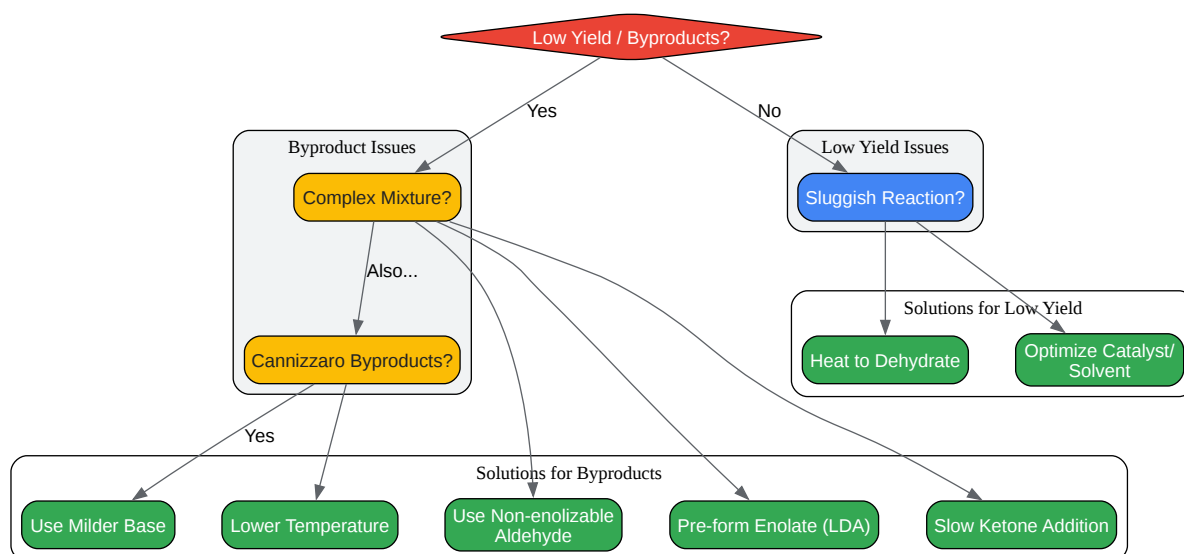 Low Yield / Byproducts?
Yes
No
Byproduct Issues
Low Yield Issues
Complex Mixture?
Sluggish Reaction?
Also...
Solutions for Low Yield
Cannizzaro Byproducts?
Heat to Dehydrate
Optimize Catalyst/
Solvent
Yes
Solutions for Byproducts
Use Milder Base
Lower Temperature
Use Non-enolizable
Aldehyde
Pre-form Enolate (LDA)
Slow Ketone Addition